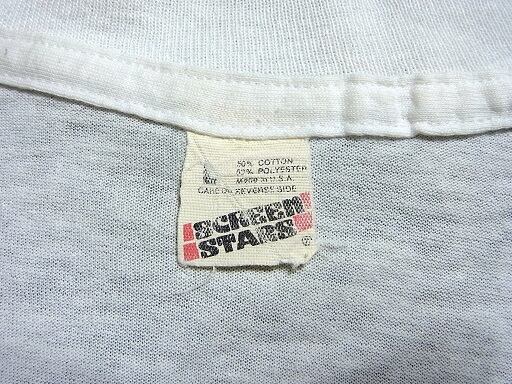 L
50% COTTON
50% POLYESTER
MADE IN U.S.A.
CARE ON REVERSE SIDE
SCREEN
STARS